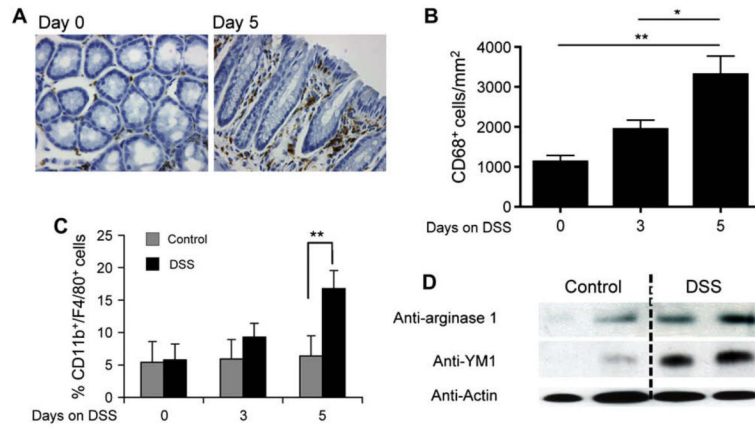 A
Day 0
Day 5
B
*
**
CD68⁺ cells/mm²
4000
3000
2000
1000
0
Days on DSS
0
3
5
C
Control
DSS
**
% CD11b⁺/F4/80⁺ cells
25
20
15
10
5
0
Days on DSS
0
3
5
D
Control
DSS
Anti-arginase 1
Anti-YM1
Anti-Actin